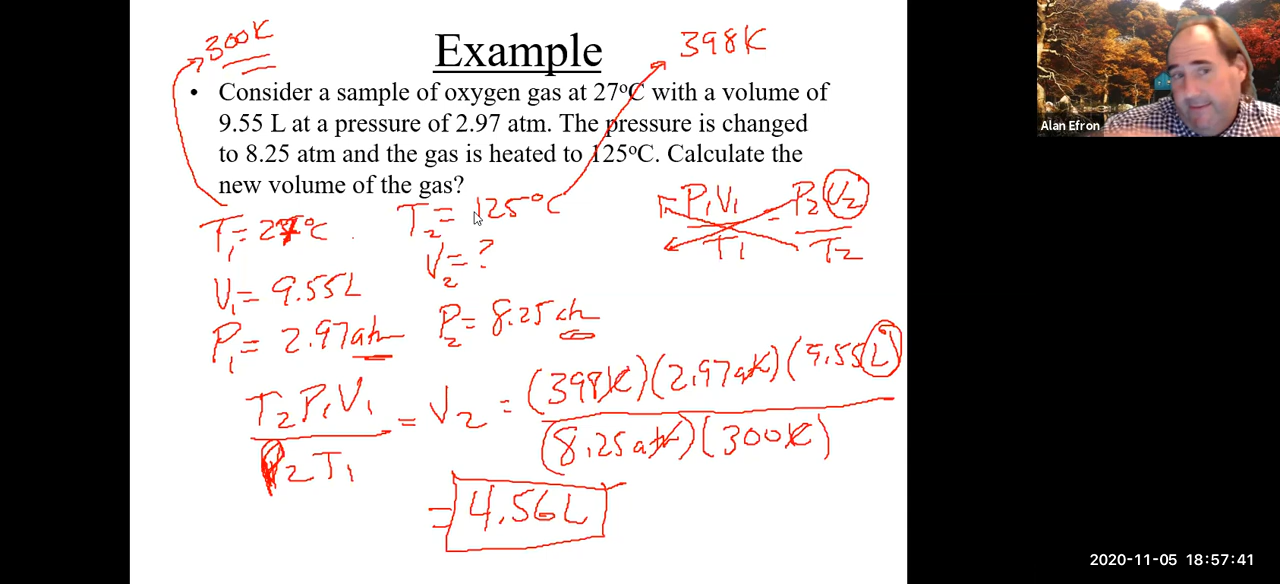 300K
Example
398K
• Consider a sample of oxygen gas at 27°C with a volume of
9.55 L at a pressure of 2.97 atm. The pressure is changed
to 8.25 atm and the gas is heated to 125°C. Calculate the
new volume of the gas?
T₁ = 27°C
T₂ = 125°C
P₁V₁ = P₂V₂
T₁ T₂
V₁ = 9.55L
V₂ = ?
P₁ = 2.97atm
P₂ = 8.25atm
T₂P₁V₁ = V₂ = (398K)(2.97atm)(9.55L)
P₂T₁ (8.25atm)(300K)
= 4.56L
Alan Efron
2020-11-05 18:57:41